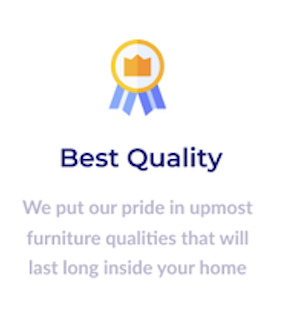 Best Quality
We put our pride in upmost
furniture qualities that will
last long inside your home